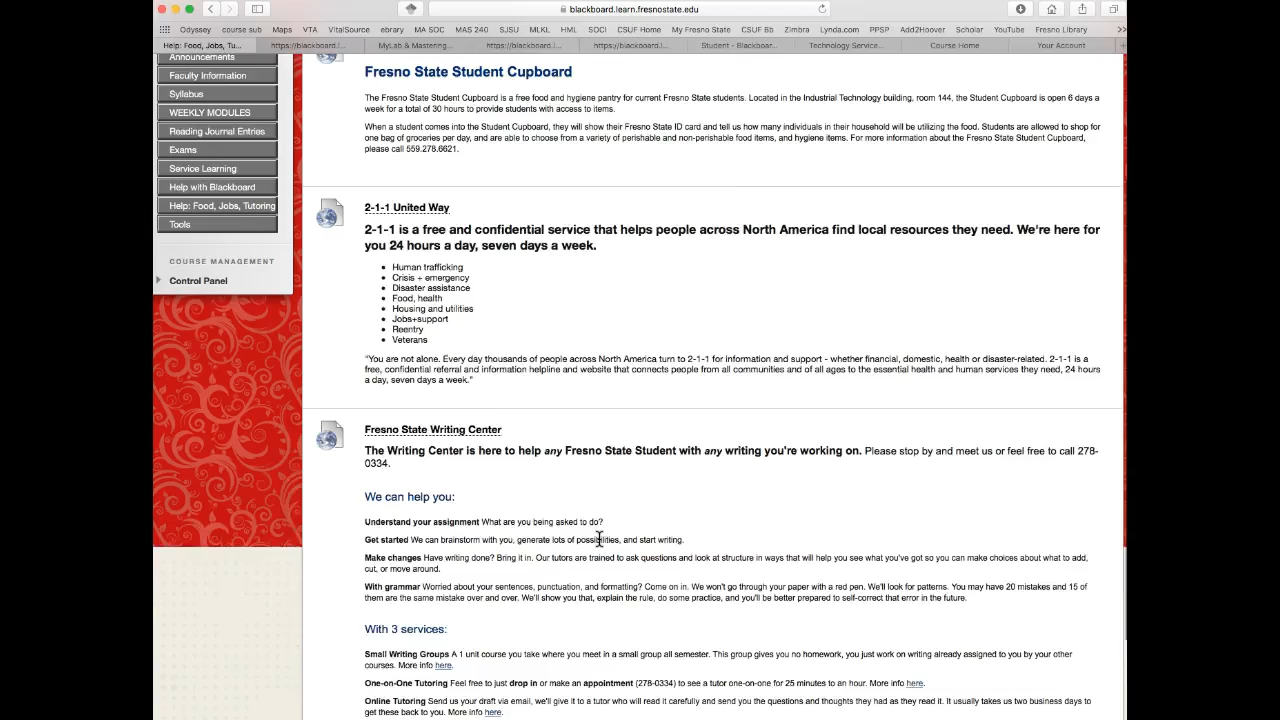 blackboard.learn.fresnostate.edu
Odyssey course sub Maps VTA VitalSource ebrary MA SOC MAS 240 SJSU MLKL HML SOCI CSUF Home My Fresno State CSUF Bb Zimbra Lynda.com PPSP Add2Hoover Scholar YouTube Fresno Library
Help: Food, Jobs, Tu... https://blackboard.l... MyLab & Mastering... https://blackboard.l... https://blackboard.l... Student - Blackboar... Technology Service... Course Home Your Account
Announcements
Faculty Information
Syllabus
WEEKLY MODULES
Reading Journal Entries
Exams
Service Learning
Help with Blackboard
Help: Food, Jobs, Tutoring
Tools
COURSE MANAGEMENT
Control Panel
Fresno State Student Cupboard
The Fresno State Student Cupboard is a free food and hygiene pantry for current Fresno State students. Located in the Industrial Technology building, room 144, the Student Cupboard is open 6 days a
week for a total of 30 hours to provide students with access to items.
When a student comes into the Student Cupboard, they will show their Fresno State ID card and tell us how many individuals in their household will be utilizing the food. Students are allowed to shop for
one bag of groceries per day, and are able to choose from a variety of perishable and non-perishable food items, and hygiene items. For more information about the Fresno State Student Cupboard,
please call 559.278.6621.
2-1-1 United Way
2-1-1 is a free and confidential service that helps people across North America find local resources they need. We're here for
you 24 hours a day, seven days a week.
Human trafficking
Crisis + emergency
Disaster assistance
Food, health
Housing and utilities
Jobs+support
Reentry
Veterans
"You are not alone. Every day thousands of people across North America turn to 2-1-1 for information and support - whether financial, domestic, health or disaster-related. 2-1-1 is a
free, confidential referral and information helpline and website that connects people from all communities and of all ages to the essential health and human services they need, 24 hours
a day, seven days a week."
Fresno State Writing Center
The Writing Center is here to help any Fresno State Student with any writing you're working on. Please stop by and meet us or feel free to call 278-
0334.
We can help you:
Understand your assignment What are you being asked to do?
Get started We can brainstorm with you, generate lots of possibilities, and start writing.
Make changes Have writing done? Bring it in. Our tutors are trained to ask questions and look at structure in ways that will help you see what you've got so you can make choices about what to add,
cut, or move around.
With grammar Worried about your sentences, punctuation, and formatting? Come on in. We won't go through your paper with a red pen. We'll look for patterns. You may have 20 mistakes and 15 of
them are the same mistake over and over. We'll show you that, explain the rule, do some practice, and you'll be better prepared to self-correct that error in the future.
With 3 services:
Small Writing Groups A 1 unit course you take where you meet in a small group all semester. This group gives you no homework, you just work on writing already assigned to you by your other
courses. More info here.
One-on-One Tutoring Feel free to just drop in or make an appointment (278-0334) to see a tutor one-on-one for 25 minutes to an hour. More info here.
Online Tutoring Send us your draft via email, we'll give it to a tutor who will read it carefully and send you the questions and thoughts they had as they read it. It usually takes us two business days to
get these back to you. More info here.